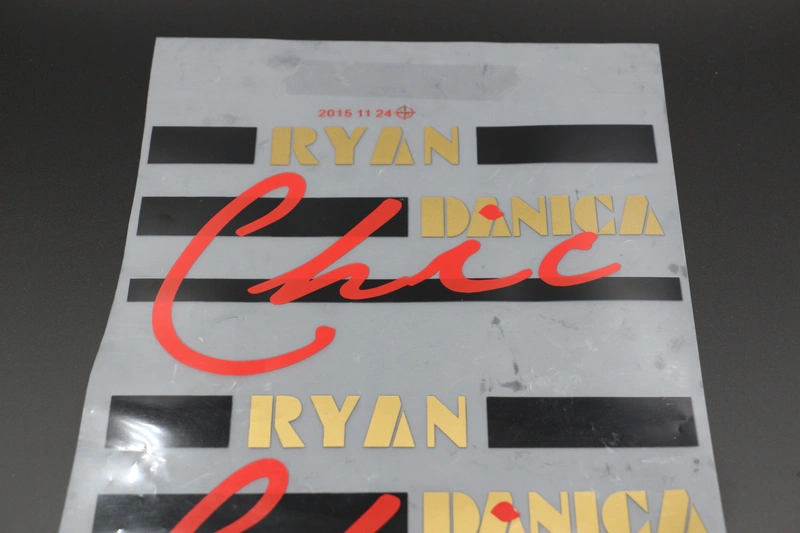 2015 11 24
RYAN
DANICA
Chic
RYAN
DANICA